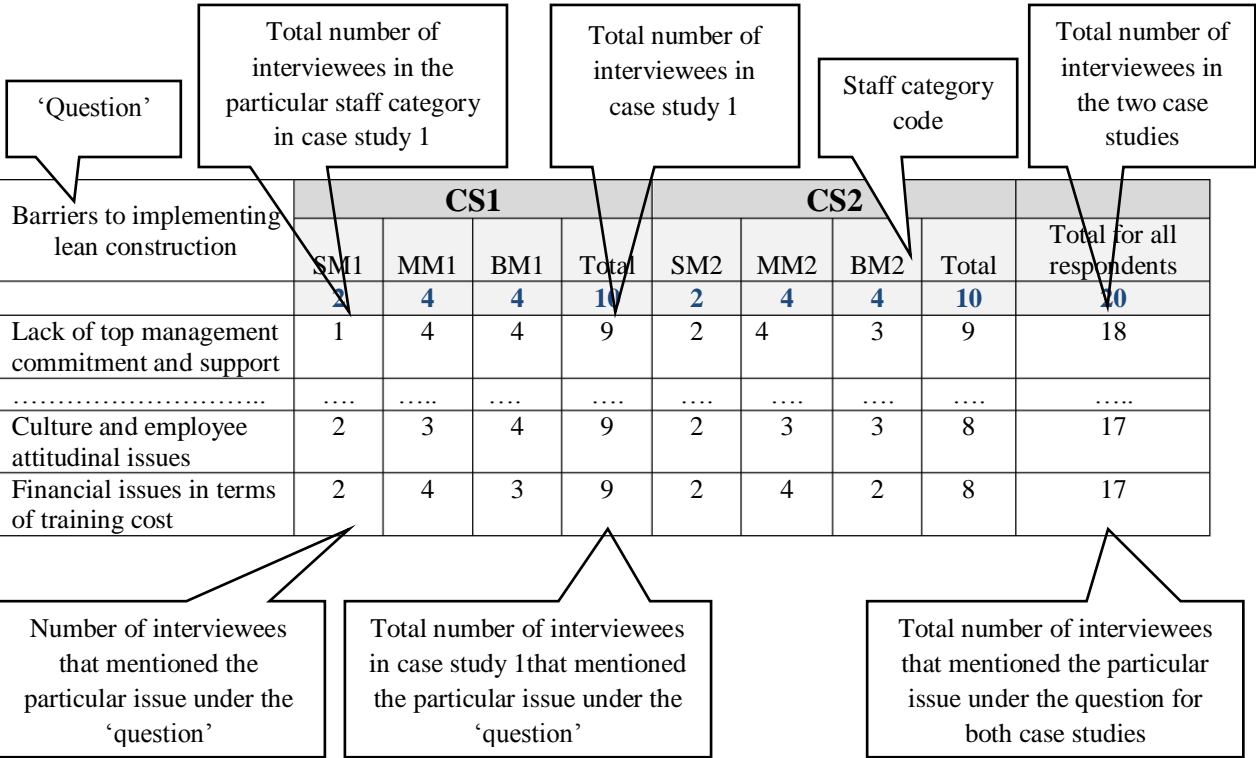 ‘Question’
Total number of
interviewees in the
particular staff category
in case study 1
Total number of
interviewees in
case study 1
Staff category
code
Total number of
interviewees in
the two case
studies
Barriers to implementing
lean construction
CS1
CS2
SM1 MM1 BM1 Total SM2 MM2 BM2 Total
Total for all
respondents
2 4 4 10 2 4 4 10 20
Lack of top management
commitment and support
1 4 4 9 2 4 3 9 18
……………………….. …. ….. …. …. …. …. …. …. …..
Culture and employee
attitudinal issues
2 3 4 9 2 3 3 8 17
Financial issues in terms
of training cost
2 4 3 9 2 4 2 8 17
Number of interviewees
that mentioned the
particular issue under the
‘question’
Total number of interviewees
in case study 1that mentioned
the particular issue under the
‘question’
Total number of interviewees
that mentioned the particular
issue under the question for
both case studies